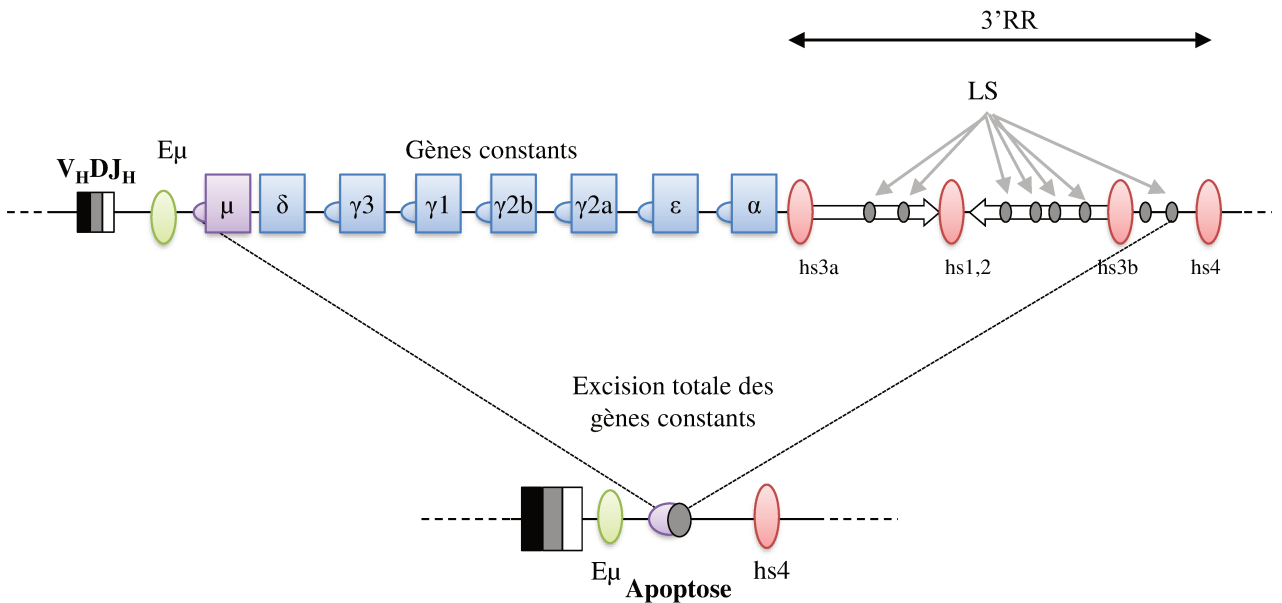 3’RR
LS
Eμ
Gènes constants
VHDJH
μ
δ
γ3
γ1
γ2b
γ2a
ε
α
hs3a
hs1,2
hs3b
hs4
Excision totale des
gènes constants
Eμ
hs4
Apoptose